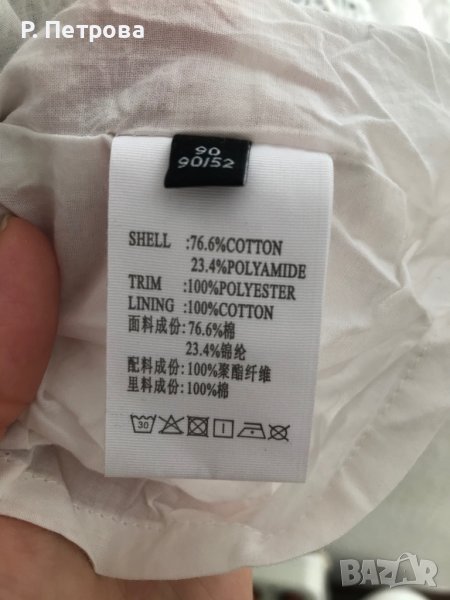 Р. Петрова
90
90/52
SHELL :76.6%COTTON
23.4%POLYAMIDE
TRIM :100%POLYESTER
LINING :100%COTTON
面料成份:76.6%棉
23.4%锦纶
配料成份:100%聚酯纤维
里料成份:100%棉
30
BAZAR